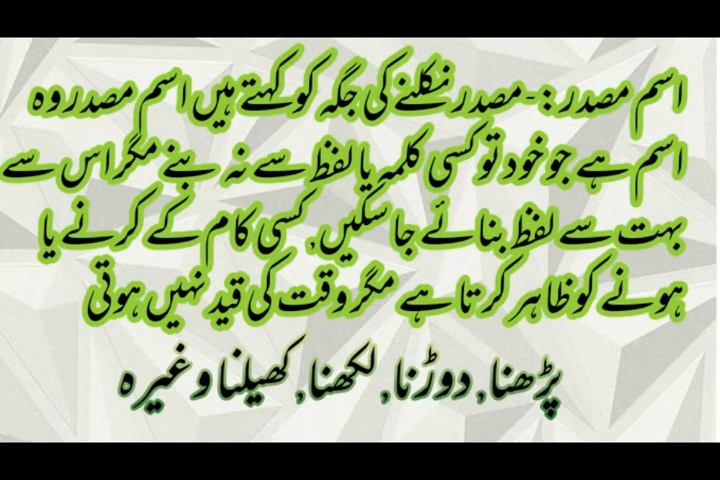 اسم مصدر:- مصدر نکلنے کی جگہ کو کہتے ہیں اسم مصدر وہ
اسم ہے جو خود تو کسی کلمہ یا لفظ سے نہ بنے مگر اس سے
بہت سے لفظ بنائے جا سکیں, کسی کام کے کرنے یا
ہونے کو ظاہر کرتا ہے مگر وقت کی قید نہیں ہوتی
پڑھنا, دوڑنا, لکھنا, کھیلنا وغیرہ